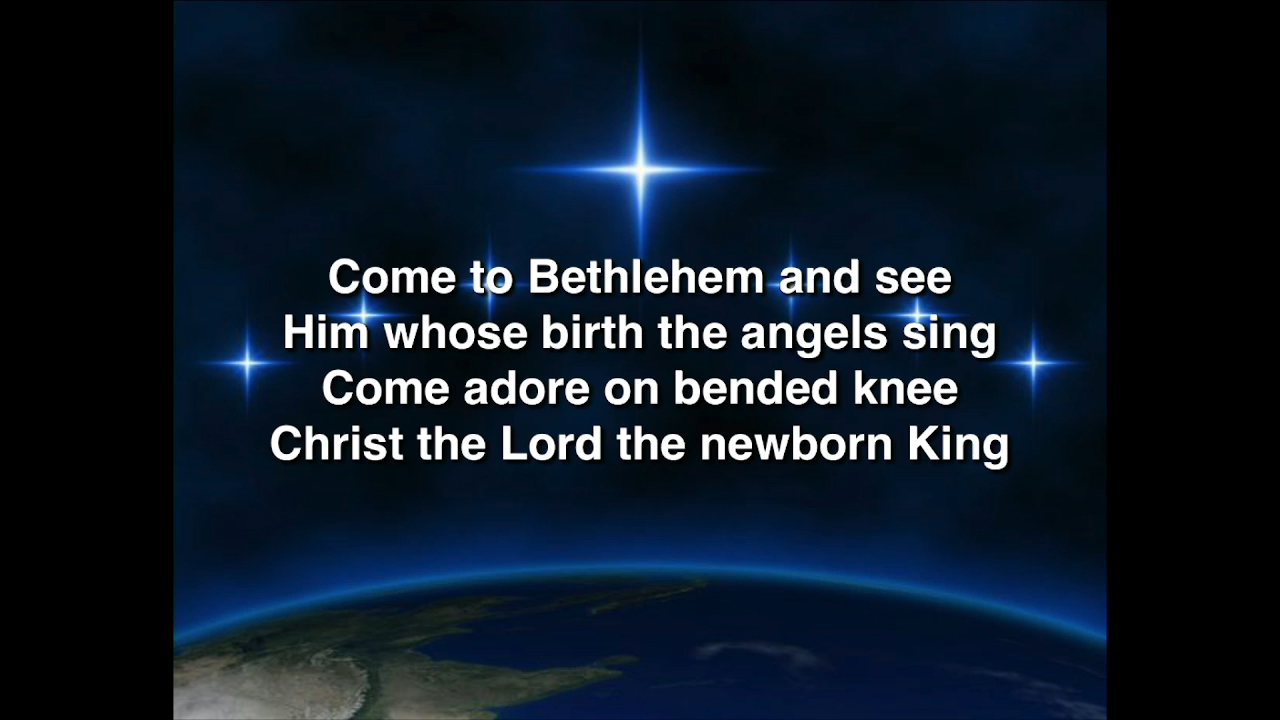 Come to Bethlehem and see
Him whose birth the angels sing
Come adore on bended knee
Christ the Lord the newborn King